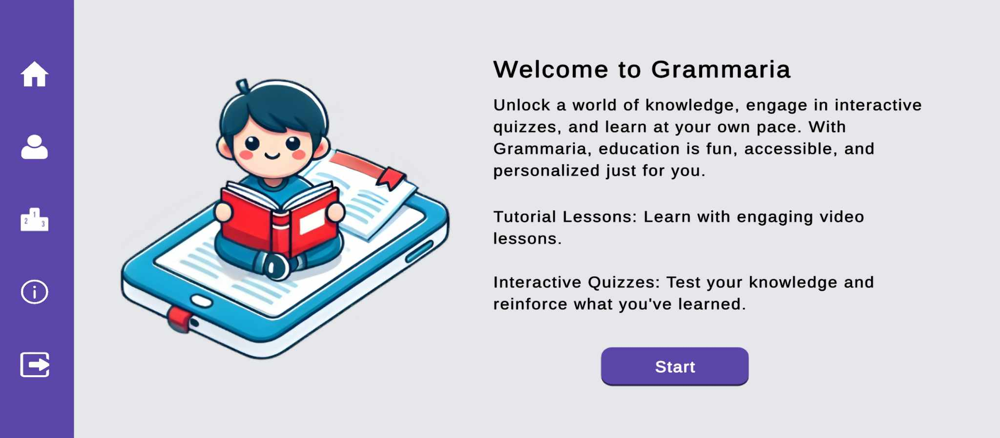 Welcome to Grammaria
Unlock a world of knowledge, engage in interactive
quizzes, and learn at your own pace. With
Grammaria, education is fun, accessible, and
personalized just for you.
Tutorial Lessons: Learn with engaging video
lessons.
Interactive Quizzes: Test your knowledge and
reinforce what you've learned.
Start
1
2
3